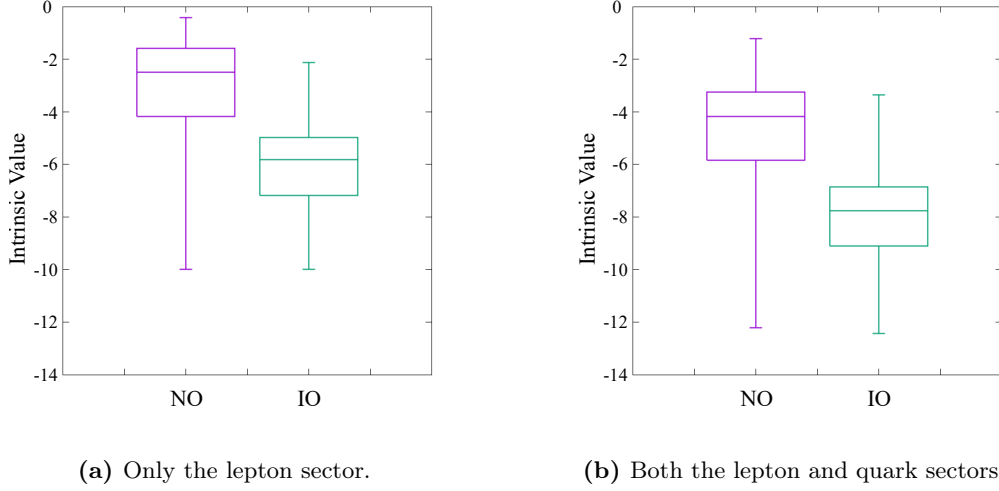 0
-2
-4
-6
-8
-10
-12
-14
Intrinsic Value
NO IO
(a) Only the lepton sector.
0
-2
-4
-6
-8
-10
-12
-14
Intrinsic Value
NO IO
(b) Both the lepton and quark sectors